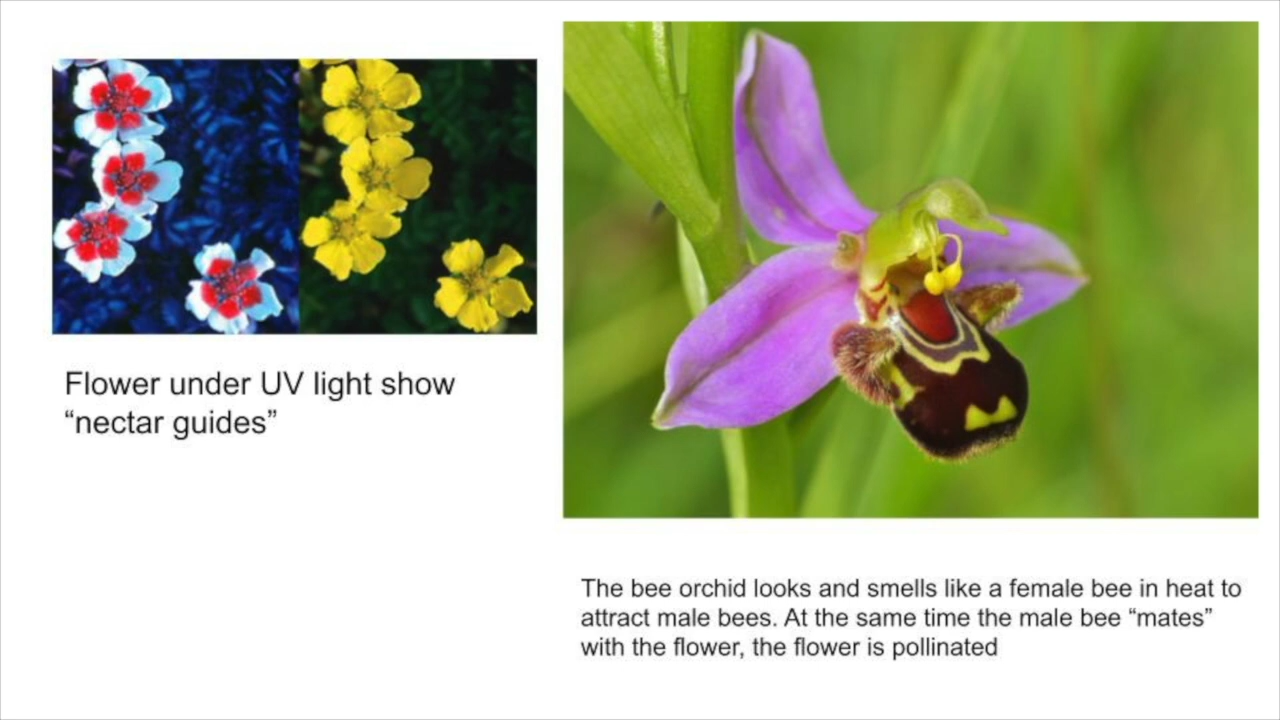 Flower under UV light show
“nectar guides”
The bee orchid looks and smells like a female bee in heat to
attract male bees. At the same time the male bee “mates”
with the flower, the flower is pollinated